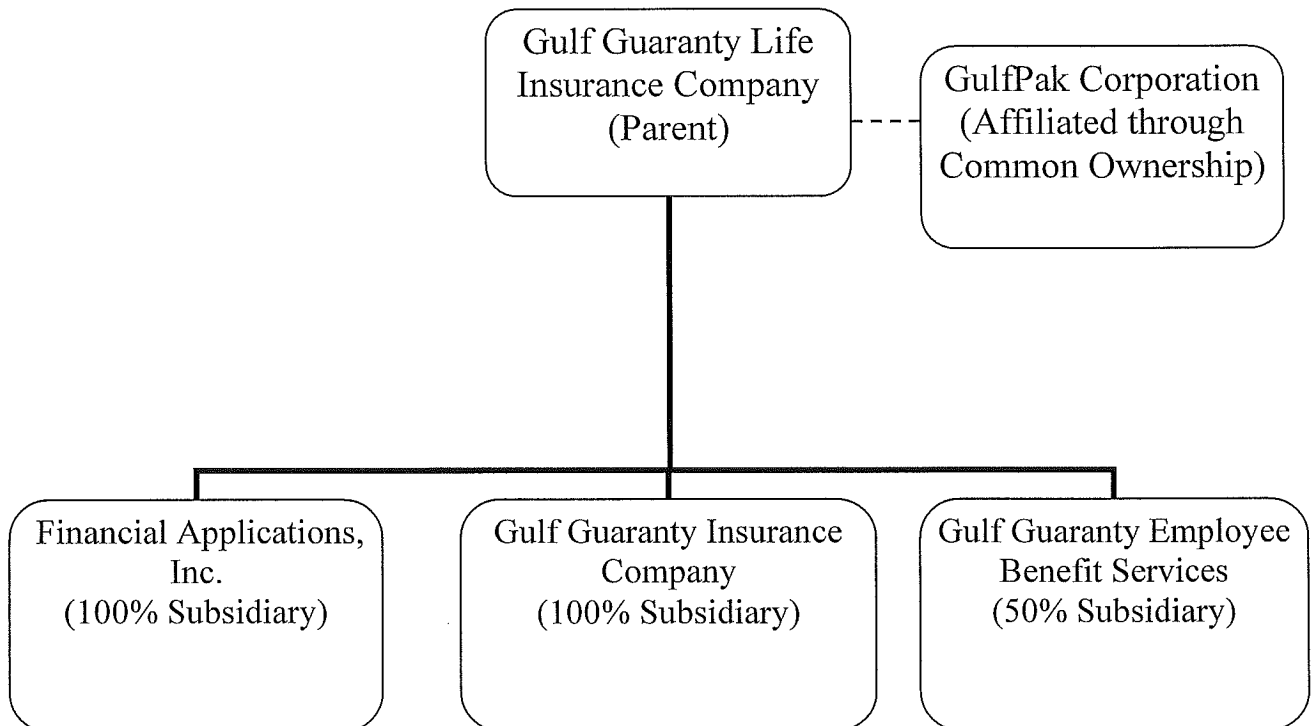 Gulf Guaranty Life
Insurance Company
(Parent)
GulfPak Corporation
(Affiliated through
Common Ownership)
Financial Applications,
Inc.
(100% Subsidiary)
Gulf Guaranty Insurance
Company
(100% Subsidiary)
Gulf Guaranty Employee
Benefit Services
(50% Subsidiary)